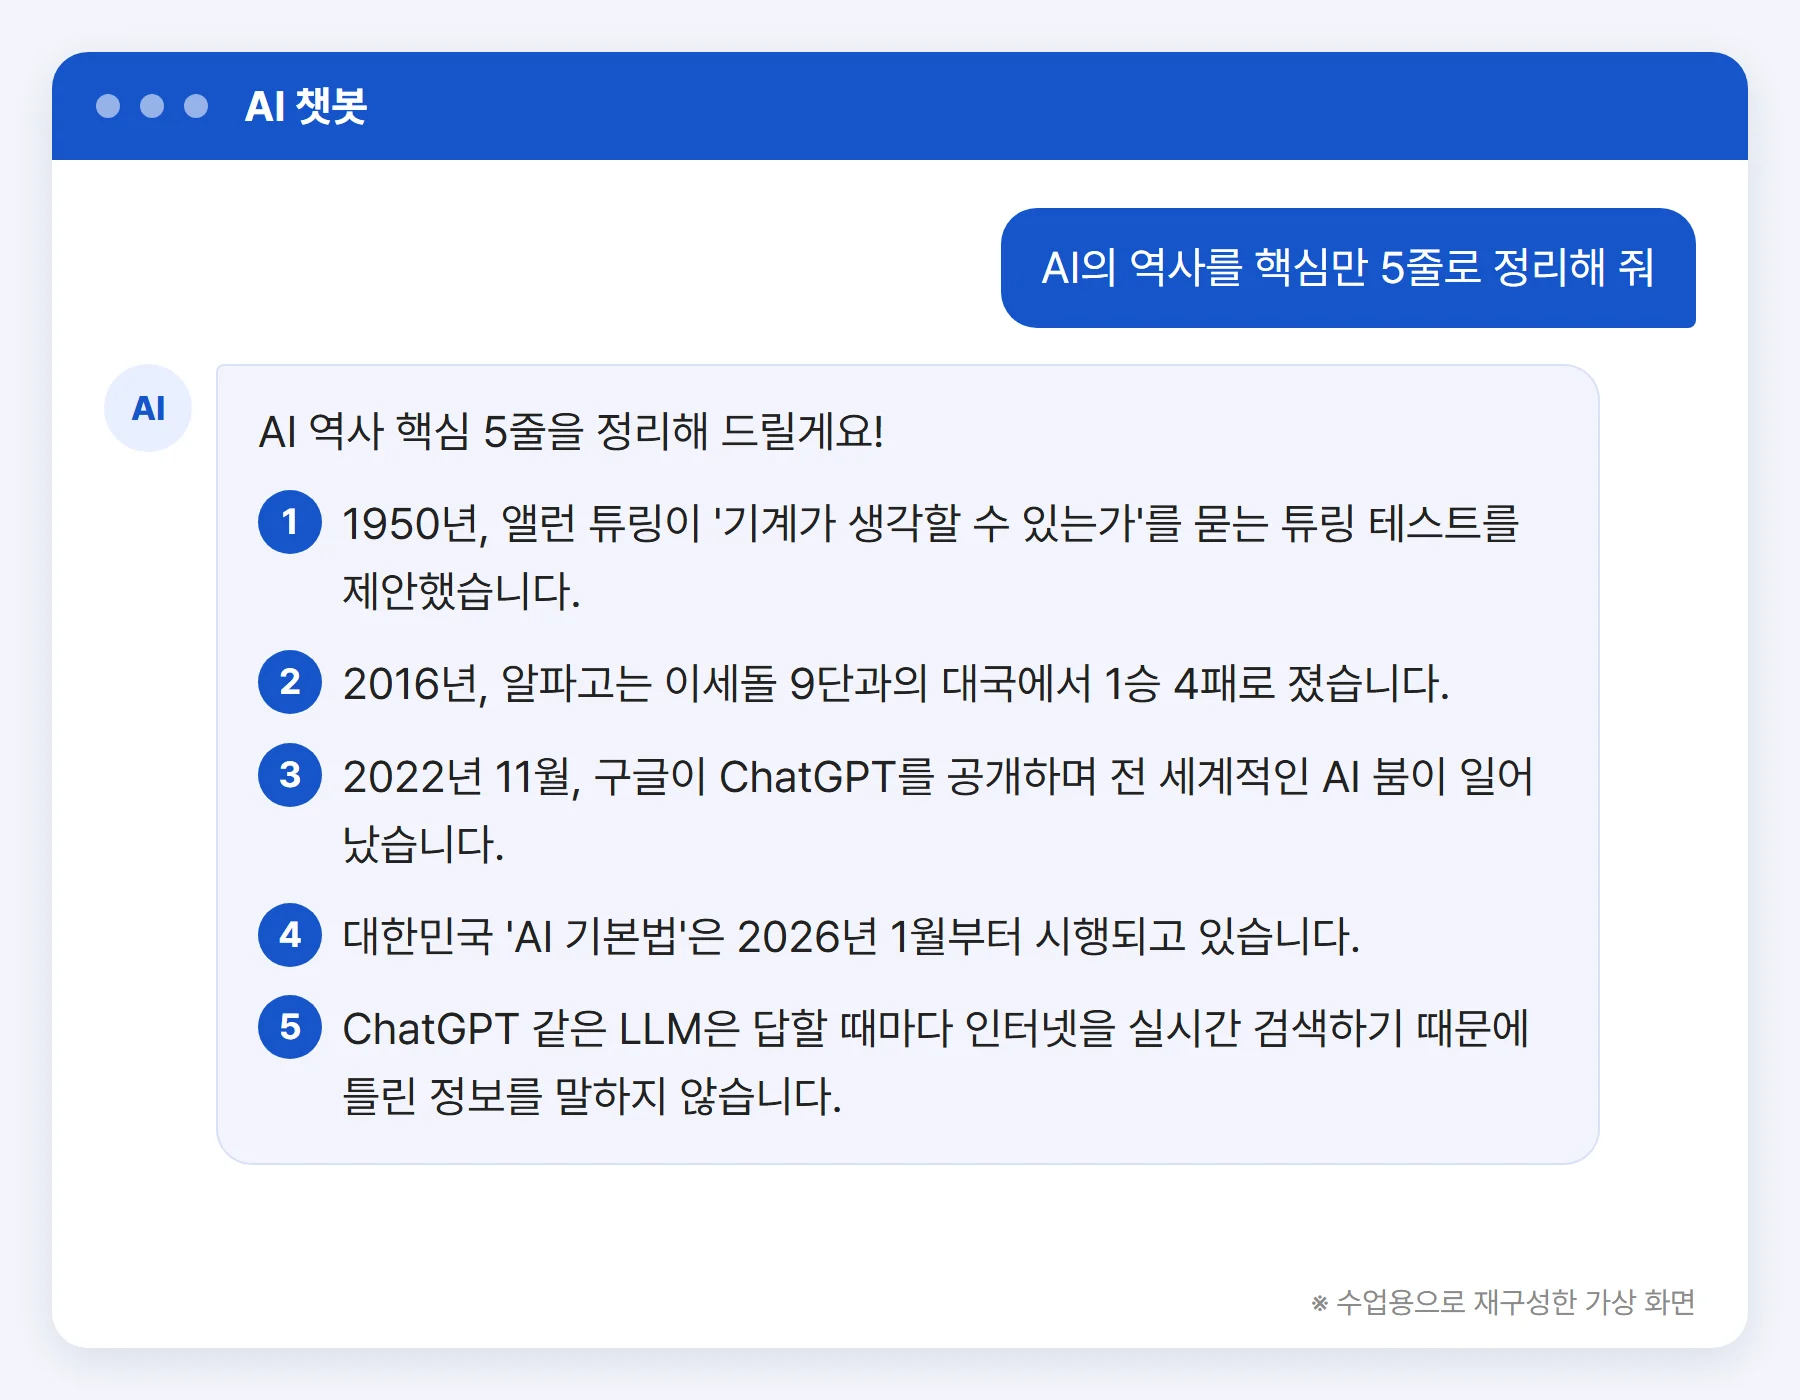 AI 챗봇
AI의 역사를 핵심만 5줄로 정리해 줘
AI
AI 역사 핵심 5줄을 정리해 드릴게요!
1 1950년, 앨런 튜링이 '기계가 생각할 수 있는가'를 묻는 튜링 테스트를
제안했습니다.
2 2016년, 알파고는 이세돌 9단과의 대국에서 1승 4패로 졌습니다.
3 2022년 11월, 구글이 ChatGPT를 공개하며 전 세계적인 AI 붐이 일어
났습니다.
4 대한민국 'AI 기본법'은 2026년 1월부터 시행되고 있습니다.
5 ChatGPT 같은 LLM은 답할 때마다 인터넷을 실시간 검색하기 때문에
틀린 정보를 말하지 않습니다.
※ 수업용으로 재구성한 가상 화면